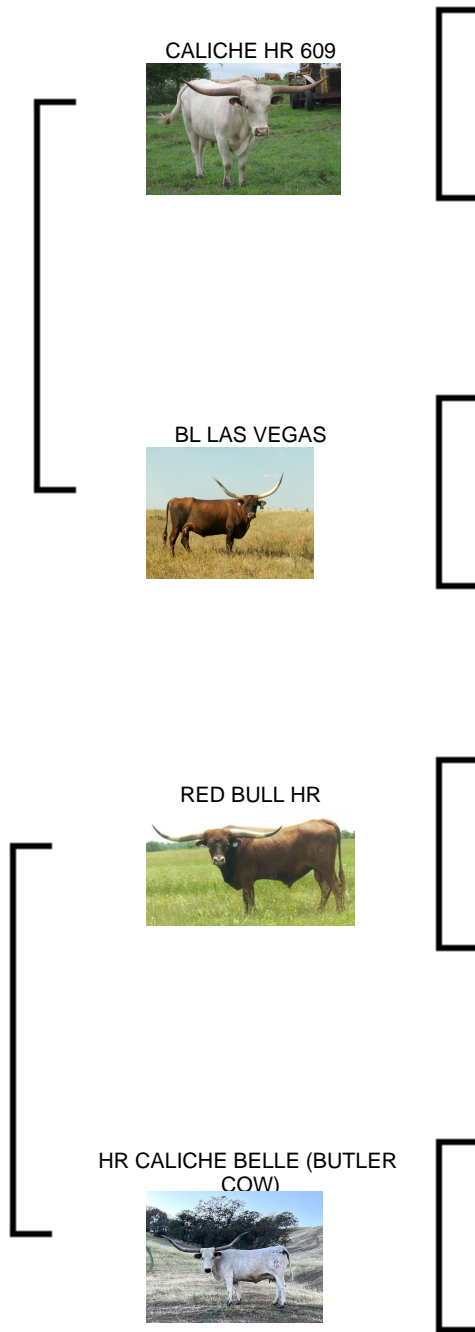 CALICHE HR 609
BL LAS VEGAS
RED BULL HR
HR CALICHE BELLE (BUTLER
COW)